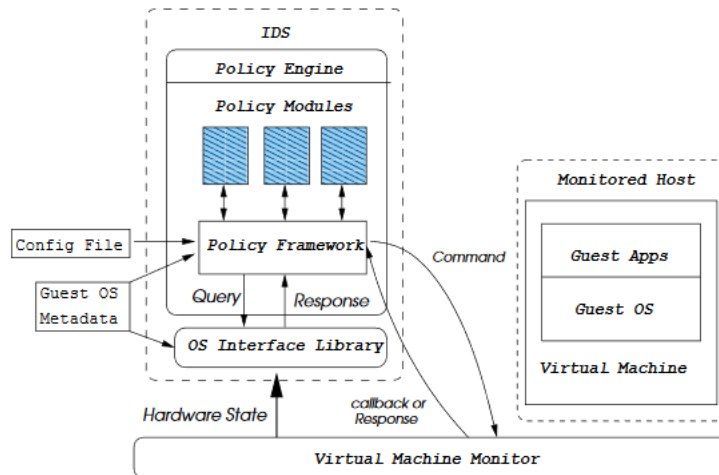 IDS
Policy Engine
Policy Modules
Monitored Host
Config File
Policy Framework
Command
Guest Apps
Guest OS
Metadata
Query
Response
Guest OS
OS Interface Library
Virtual Machine
Hardware State
callback or
Response
Virtual Machine Monitor